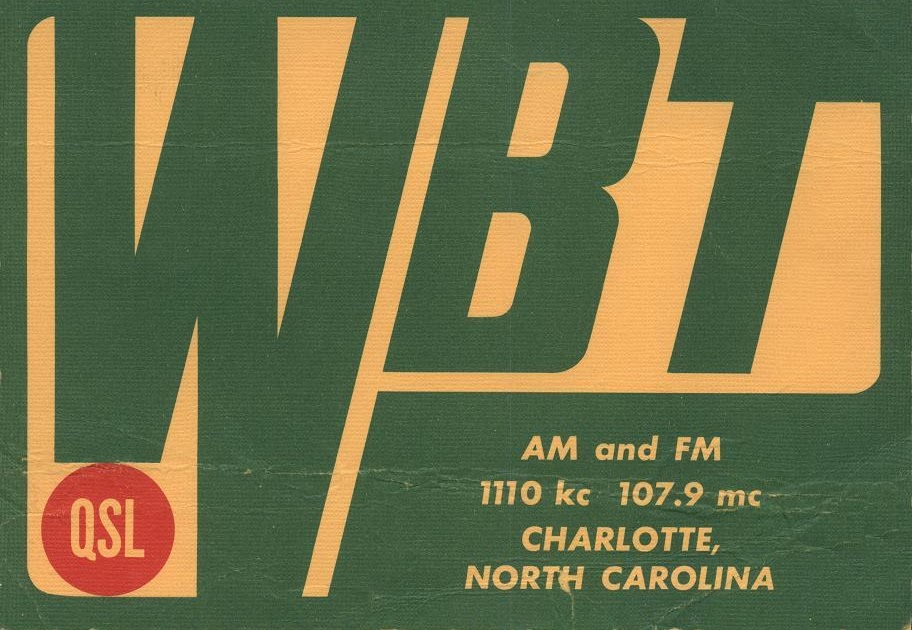 WBT
QSL
AM and FM
1110 kc 107.9 mc
CHARLOTTE,
NORTH CAROLINA